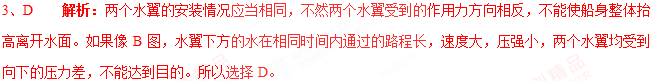 3、D 解析：两个水翼的安装情况应当相同，不然两个水翼受到的作用力方向相反，不能使船身整体抬
高离开水面。如果像 B 图，水翼下方的水在相同时间内通过的路程长，速度大，压强小，两个水翼均受到
向下的压力差，不能达到目的。所以选择 D。